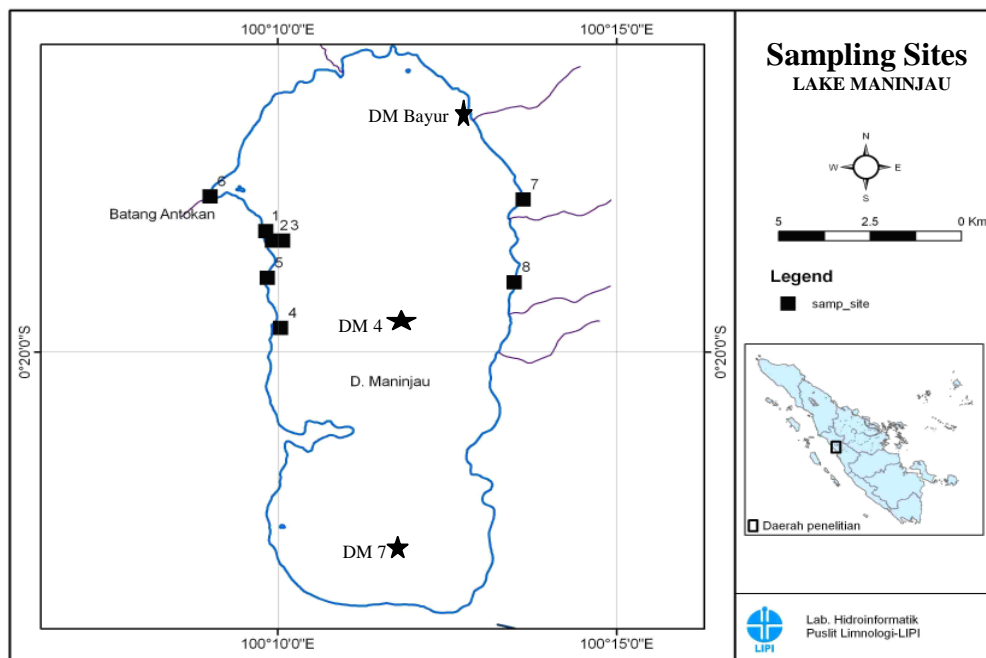 100°10'0"E
100°15'0"E
DM Bayur
6
7
Batang Antokan
1
2 3
5
8
4
DM 4
0°20'0"S
0°20'0"S
D. Maninjau
DM 7
100°10'0"E
100°15'0"E
Sampling Sites
LAKE MANINJAU
N
W E
S
5 2.5 0 Km
Legend
samp_site
Daerah penelitian
LIPI
Lab. Hidroinformatik
Puslit Limnologi-LIPI